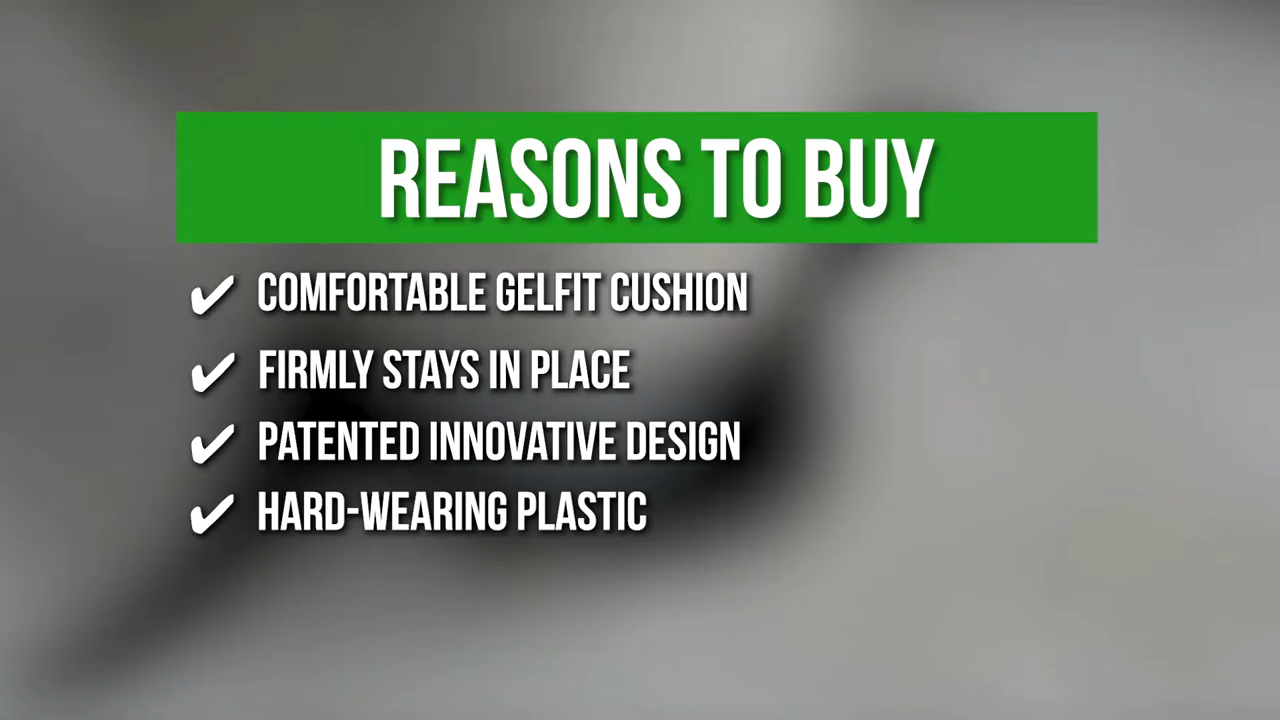 REASONS TO BUY
✔ COMFORTABLE GELFIT CUSHION
✔ FIRMLY STAYS IN PLACE
✔ PATENTED INNOVATIVE DESIGN
✔ HARD-WEARING PLASTIC